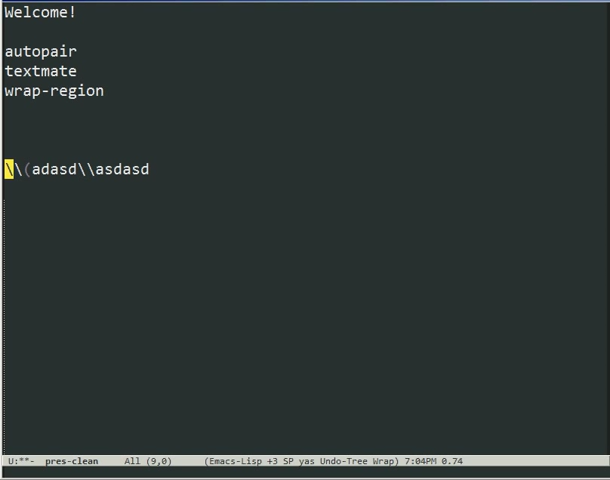 Welcome!
autopair
textmate
wrap-region
\\(adasd\\asdasd
U:**-  pres-clean     All (9,0)     (Emacs-Lisp +3 SP yas Undo-Tree Wrap) 7:04PM 0.74